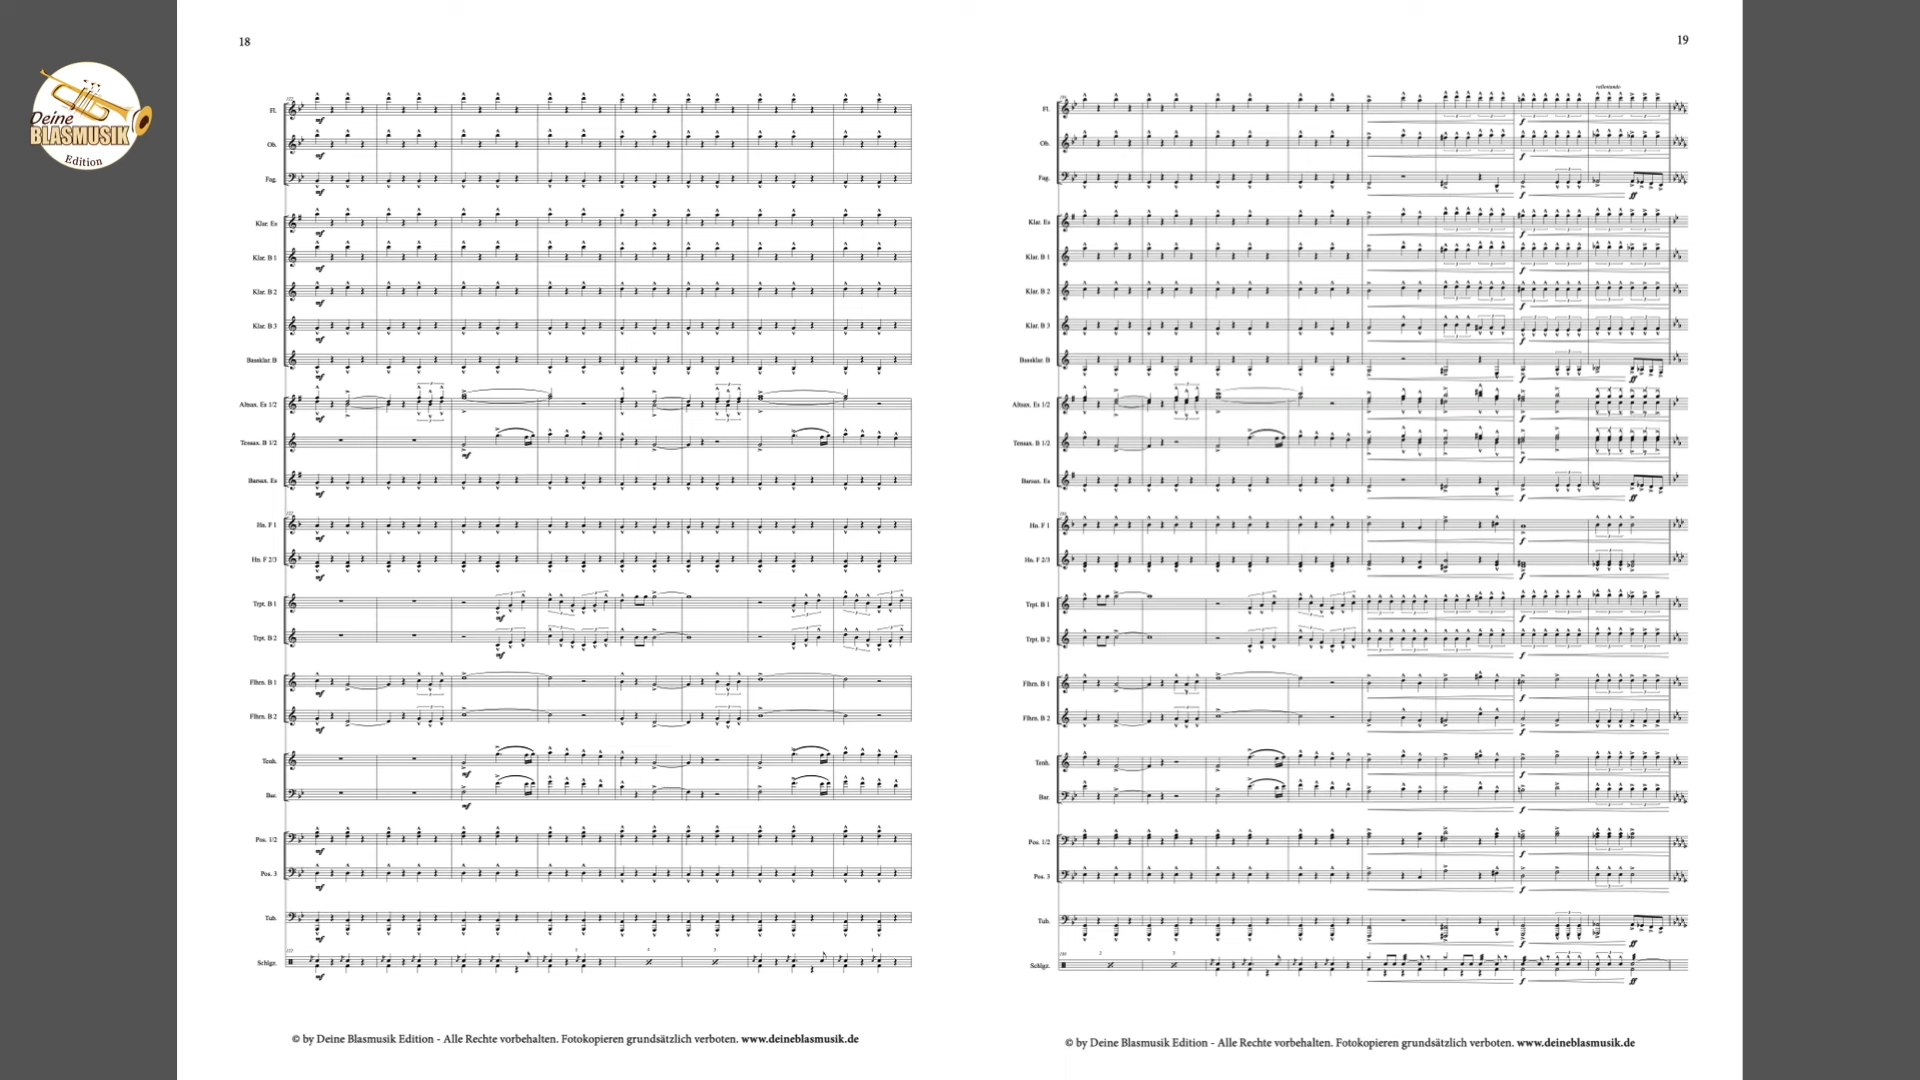 Deine
BLASMUSIK
Edition
18
Fl.
Ob.
Fag.
Klar. Es
Klar. B 1
Klar. B 2
Klar. B 3
Bassklar. B
Altsax. Es 1/2
Tensax. B 1/2
Barsax. Es
Hn. F 1
Hn. F 2/3
Trpt. B 1
Trpt. B 2
Flhrn. B 1
Flhrn. B 2
Tenh.
Bar.
Pos. 1/2
Pos. 3
Tub.
Schlgz.
© by Deine Blasmusik Edition - Alle Rechte vorbehalten. Fotokopieren grundsätzlich verboten. www.deineblasmusik.de
19
rallentando
Fl.
Ob.
Fag.
Klar. Es
Klar. B 1
Klar. B 2
Klar. B 3
Bassklar. B
Altsax. Es 1/2
Tensax. B 1/2
Barsax. Es
Hn. F 1
Hn. F 2/3
Trpt. B 1
Trpt. B 2
Flhrn. B 1
Flhrn. B 2
Tenh.
Bar.
Pos. 1/2
Pos. 3
Tub.
Schlgz.
© by Deine Blasmusik Edition - Alle Rechte vorbehalten. Fotokopieren grundsätzlich verboten. www.deineblasmusik.de